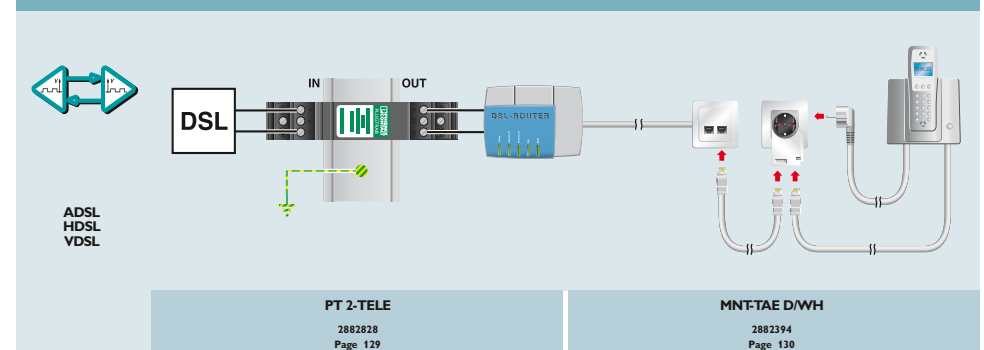 IN OUT
DSL
DSL-ROUTER
ADSL
HDSL
VDSL
PT 2-TELE
2882828
Page 129
MNT-TAE D/WH
2882394
Page 130